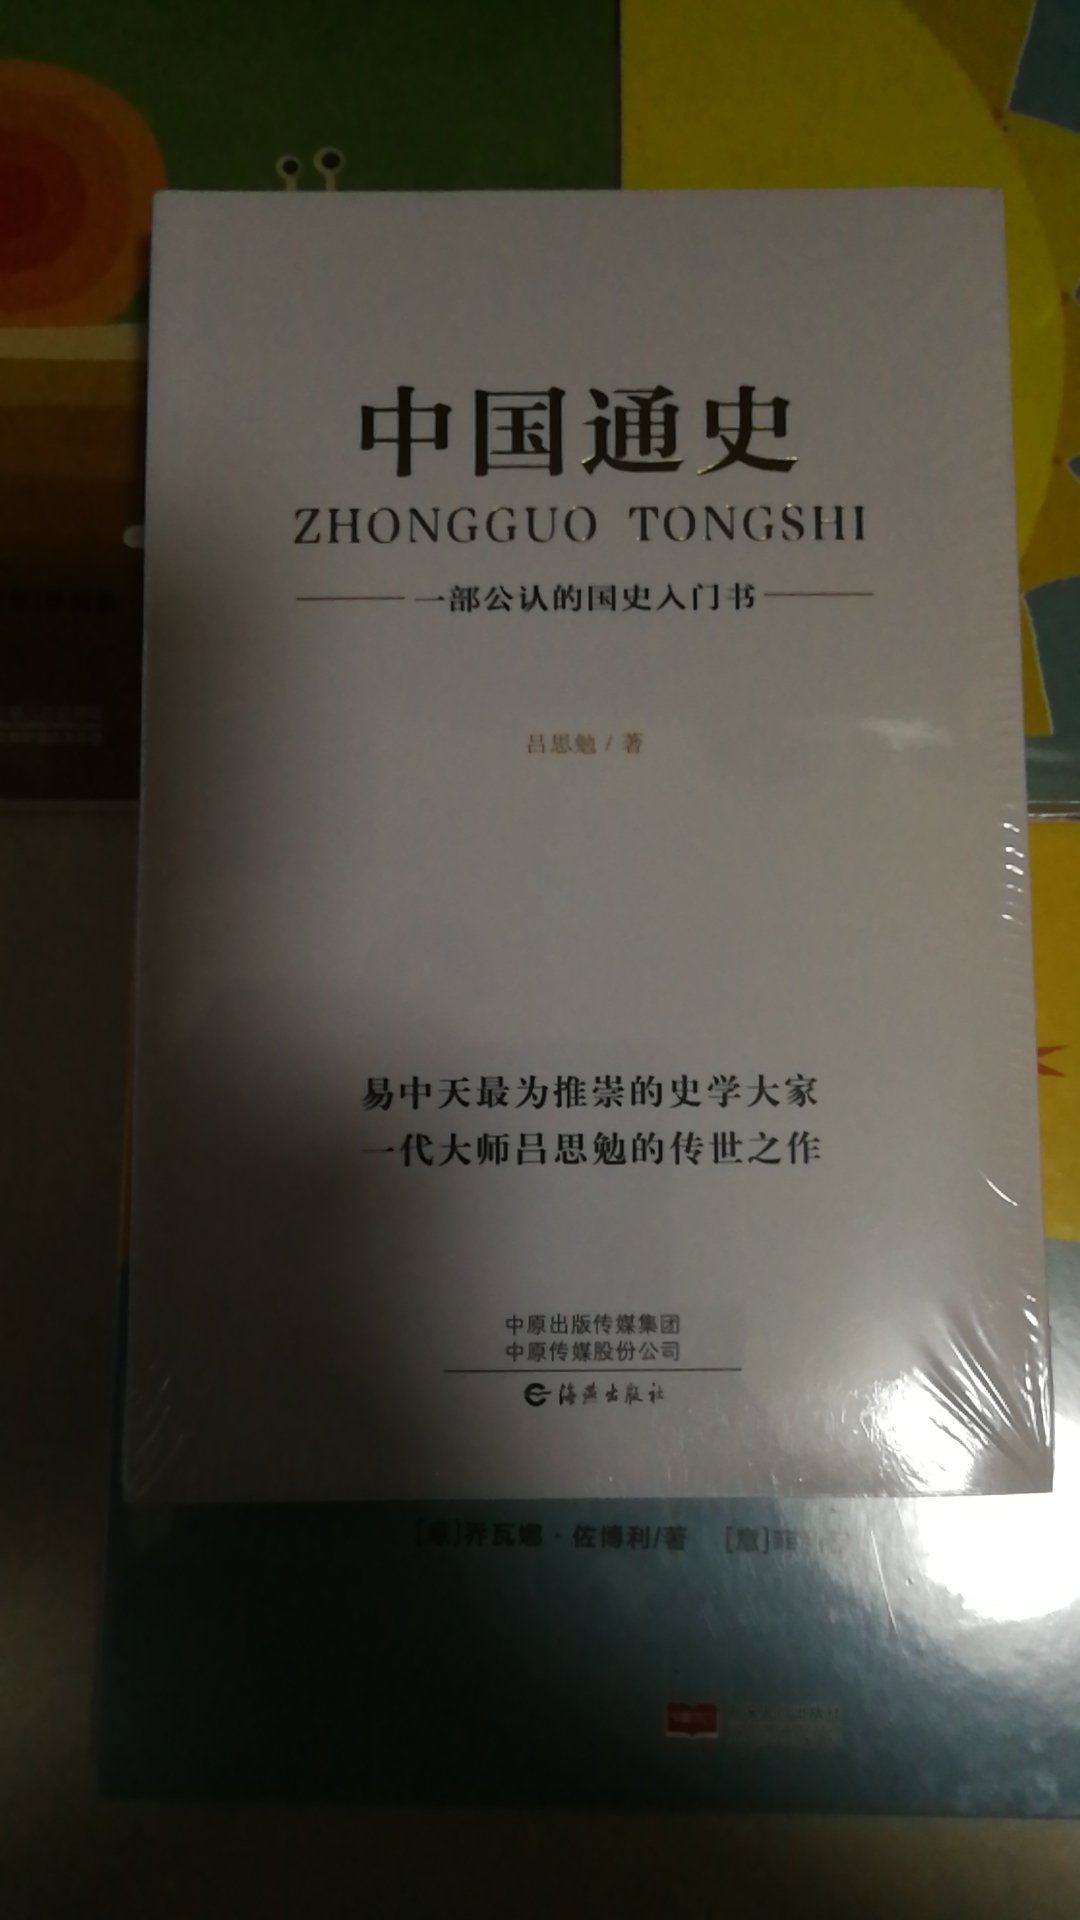 中国通史
ZHONGGUO TONGSHI
一部公认的国史入门书
吕思勉/著
易中天最为推崇的史学大家
一代大师吕思勉的传世之作
中原出版传媒集团
中原传媒股份公司
海燕出版社
[意]乔瓦娜·佐博利/著 [意]